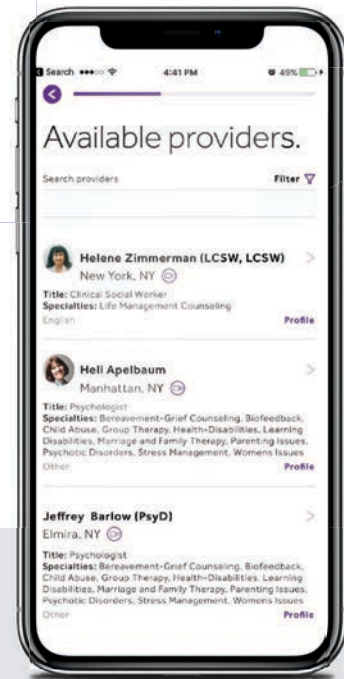 Search
4:41 PM
49%
Available providers.
Search providers
Filter
Helene Zimmerman (LCSW, LCSW)
New York, NY
Title: Clinical Social Worker
Specialties: Life Management Counseling
English
Profile
Heli Apelbaum
Manhattan, NY
Title: Psychologist
Specialties: Bereavement-Grief Counseling, Biofeedback,
Child Abuse, Group Therapy, Health-Disabilities, Learning
Disabilities, Marriage and Family Therapy, Parenting Issues,
Psychotic Disorders, Stress Management, Womens Issues
Other
Profile
Jeffrey Barlow (PsyD)
Elmira, NY
Title: Psychologist
Specialties: Bereavement-Grief Counseling, Biofeedback,
Child Abuse, Group Therapy, Health-Disabilities, Learning
Disabilities, Marriage and Family Therapy, Parenting Issues,
Psychotic Disorders, Stress Management, Womens Issues
Other
Profile